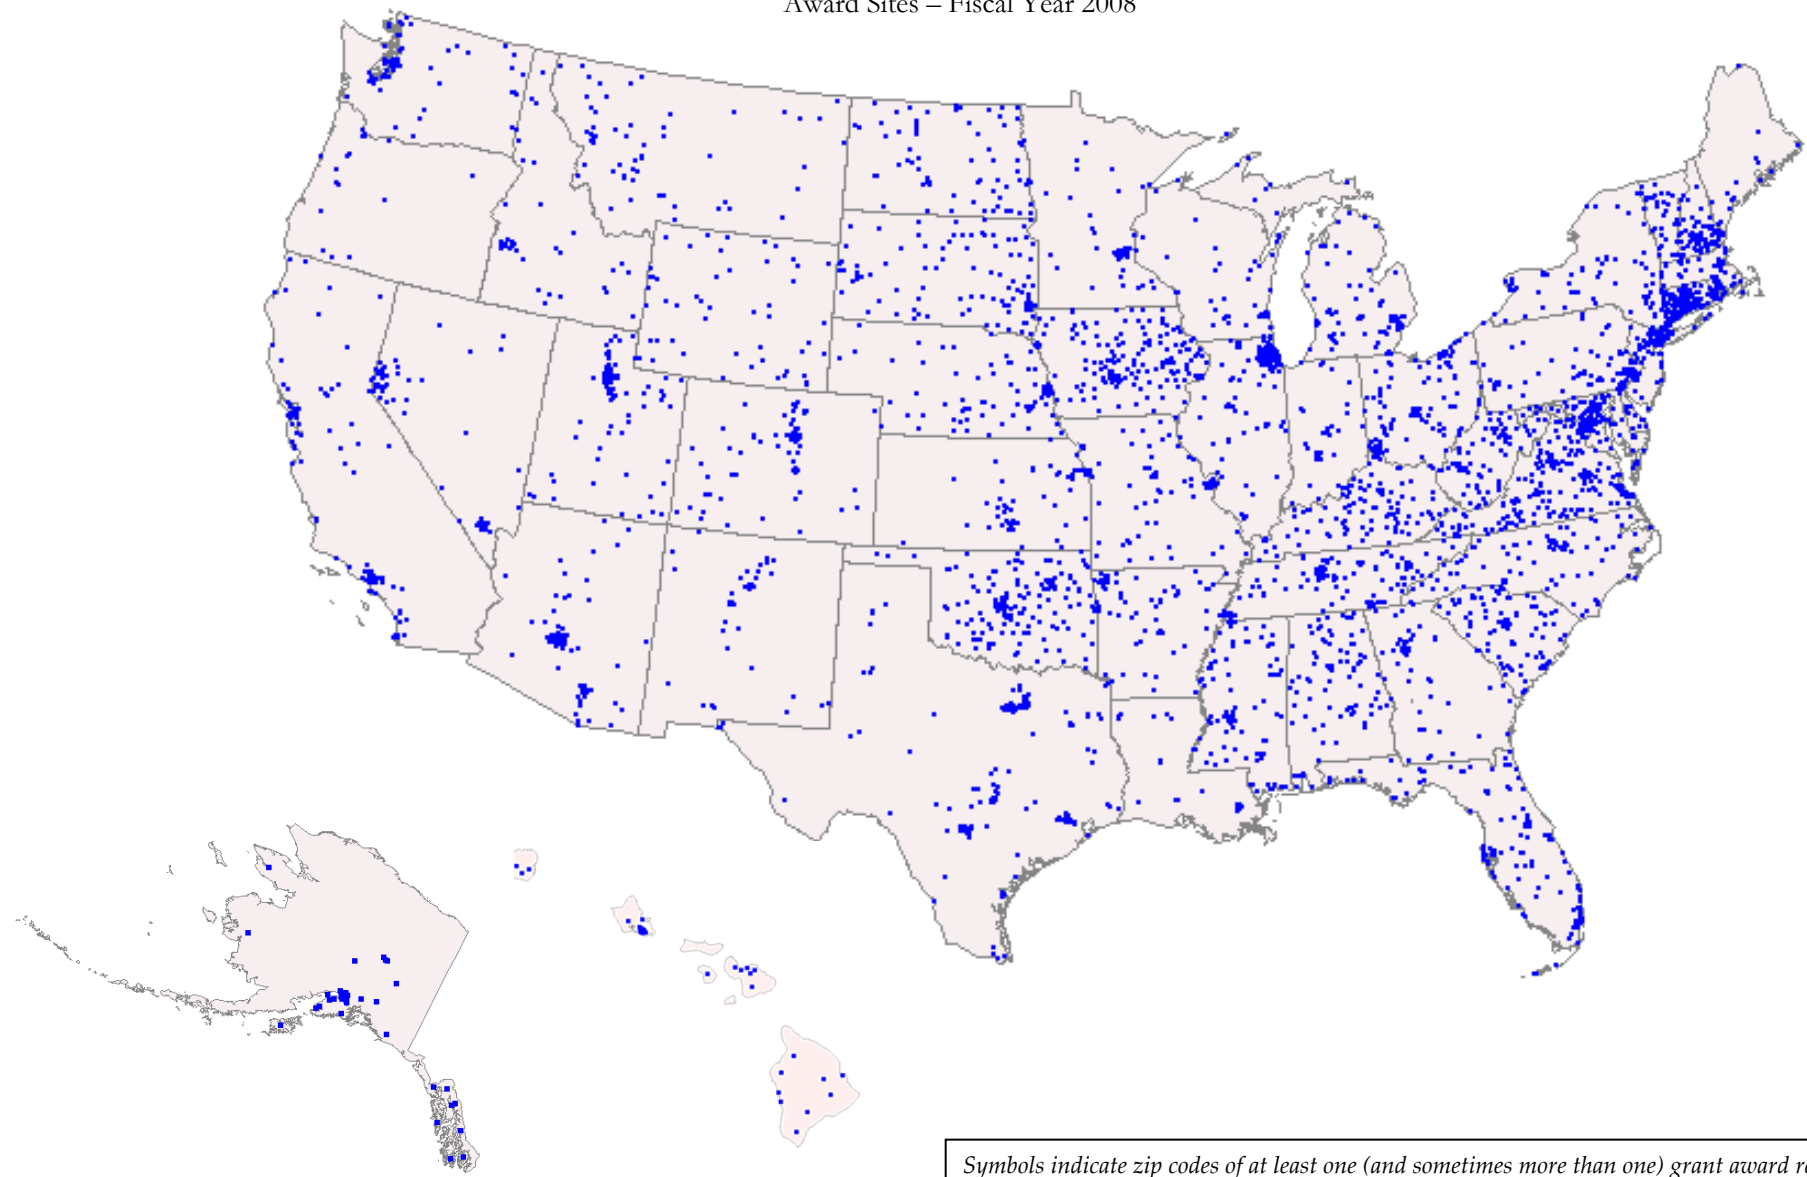 Award Sites – Fiscal Year 2008
Symbols indicate zip codes of at least one (and sometimes more than one) grant award